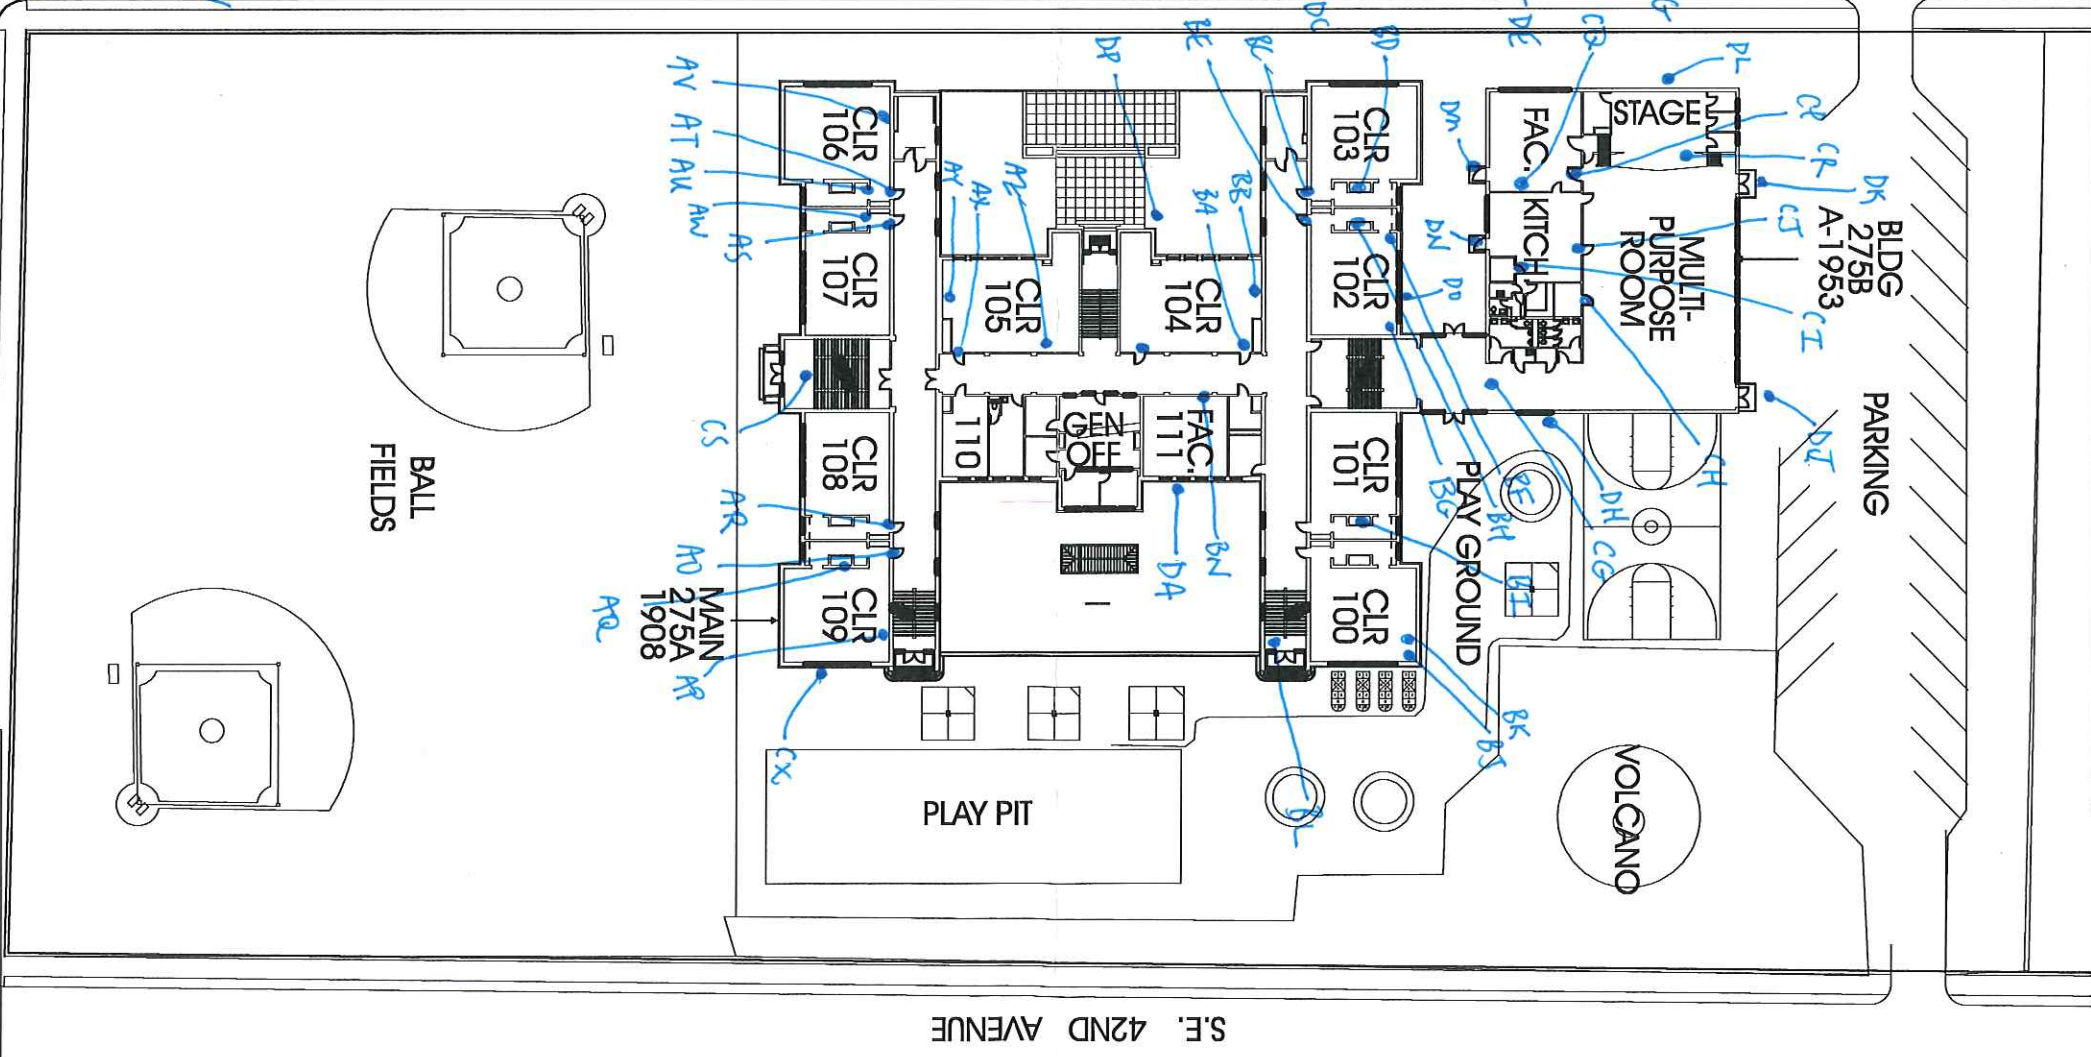 DC
DE
CQ
G
BE
BC
BD
DP
DL
AV
AT
AU
AW
AS
AY
AX
AZ
BA
BB
DM
DN
DO
CR
DK
CJ
CI
CLR
106
CLR
107
CLR
105
CLR
104
CLR
103
CLR
102
FAC.
STAGE
KITCH
MULTI-
PURPOSE
ROOM
BLDG
275B
A-1953
PARKING
BALL
FIELDS
CS
AR
AO
AQ
AP
CX
CLR
108
CLR
109
110
GEN
OFF
FAC.
111
CLR
101
CLR
100
DA
BN
BF
BH
BG
BI
BK
BJ
BL
DH
CG
CH
DJ
PLAY GROUND
MAIN
275A
1908
PLAY PIT
VOLCANO
S.E. 42ND AVENUE